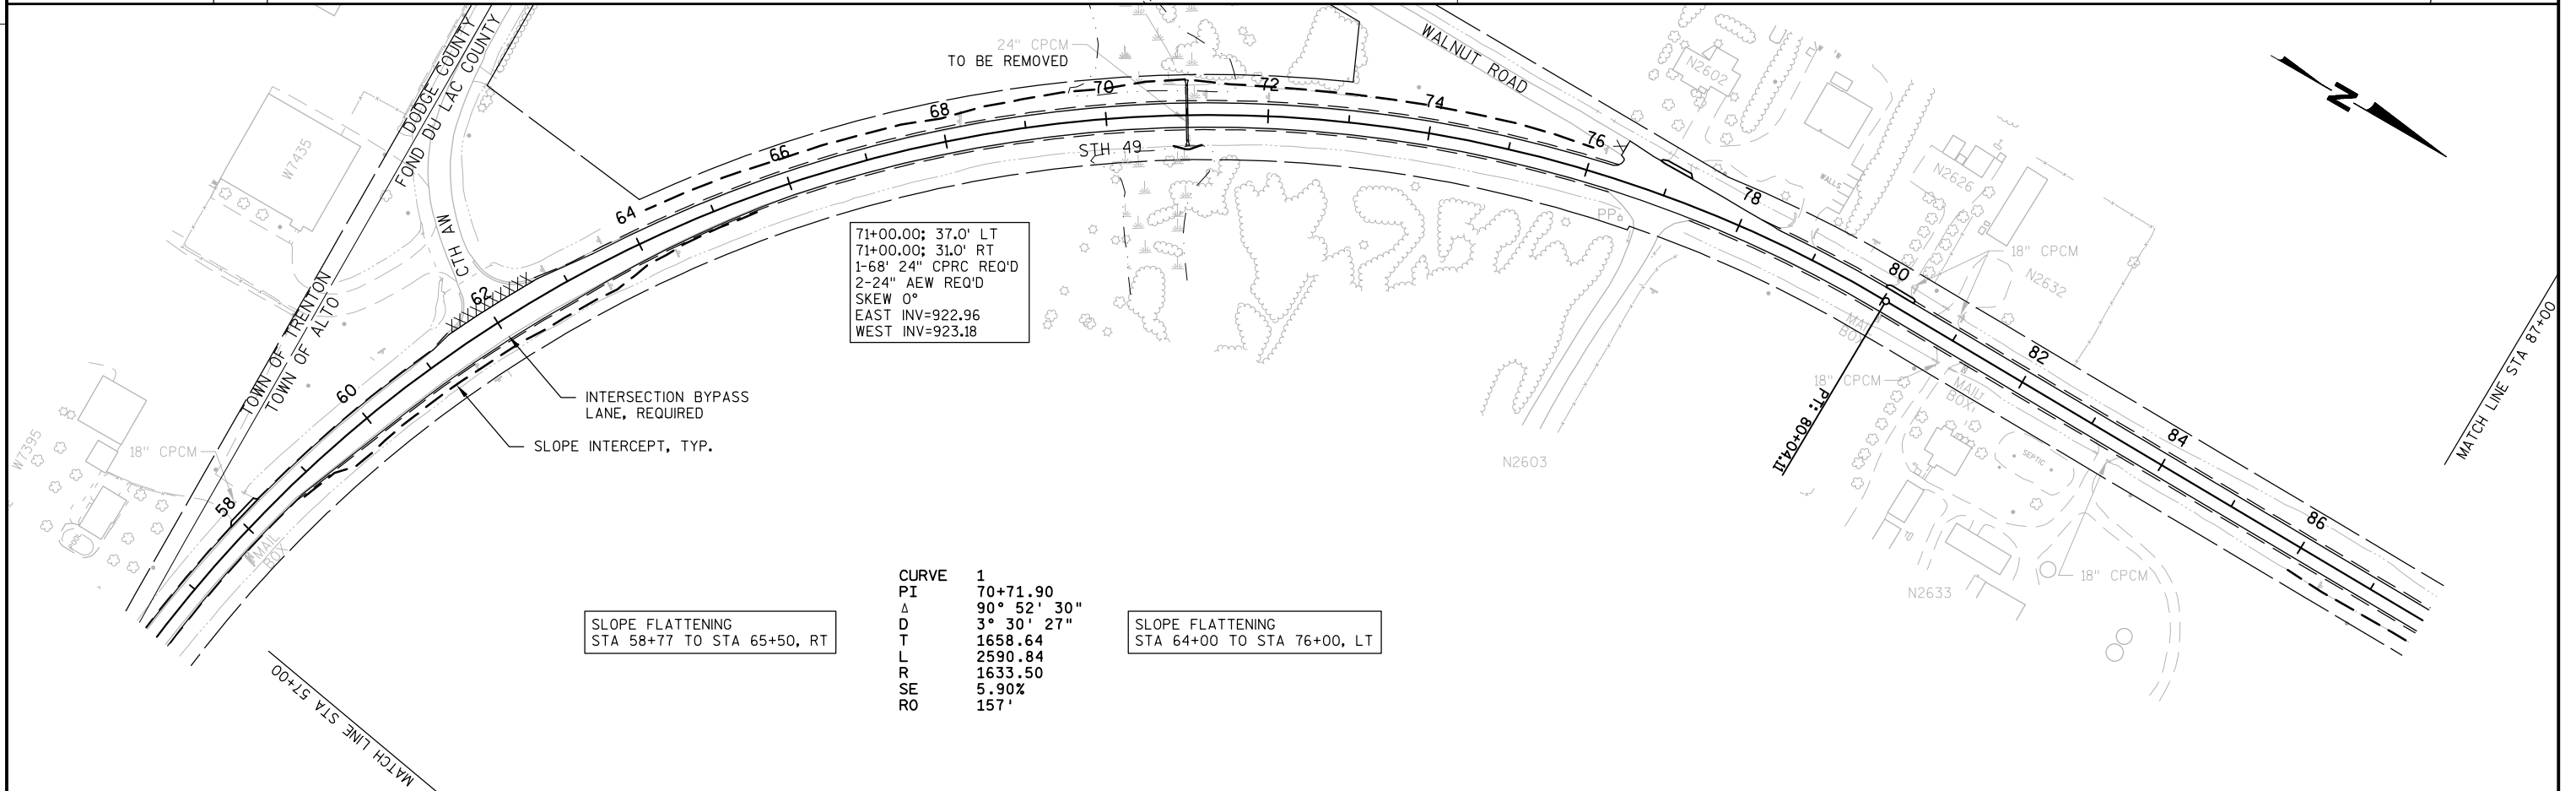 DODGE COUNTY
FOND DU LAC COUNTY
24" CPCM
TO BE REMOVED
WALNUT ROAD
N2602
N
W7435
CTH AW
STH 49
TOWN OF TRENTON
TOWN OF ALTO
58
60
62
64
66
68
70
72
74
76
78
80
82
84
86
71+00.00; 37.0' LT
71+00.00; 31.0' RT
1-68' 24" CPRC REQ'D
2-24" AEW REQ'D
SKEW 0°
EAST INV=922.96
WEST INV=923.18
PP
WALLS
N2626
18" CPCM
N2632
MAIL
BOX
18" CPCM
MAIL
BOX
PT: 80+04.11
MATCH LINE STA 87+00
INTERSECTION BYPASS
LANE, REQUIRED
SLOPE INTERCEPT, TYP.
W7395
18" CPCM
POOL
MAIL
BOX
N2603
SEPTIC
18" CPCM
N2633
MATCH LINE STA 57+00
SLOPE FLATTENING
STA 58+77 TO STA 65+50, RT
CURVE 1
PI 70+71.90
Δ 90° 52' 30"
D 3° 30' 27"
T 1658.64
L 2590.84
R 1633.50
SE 5.90%
RO 157'
SLOPE FLATTENING
STA 64+00 TO STA 76+00, LT